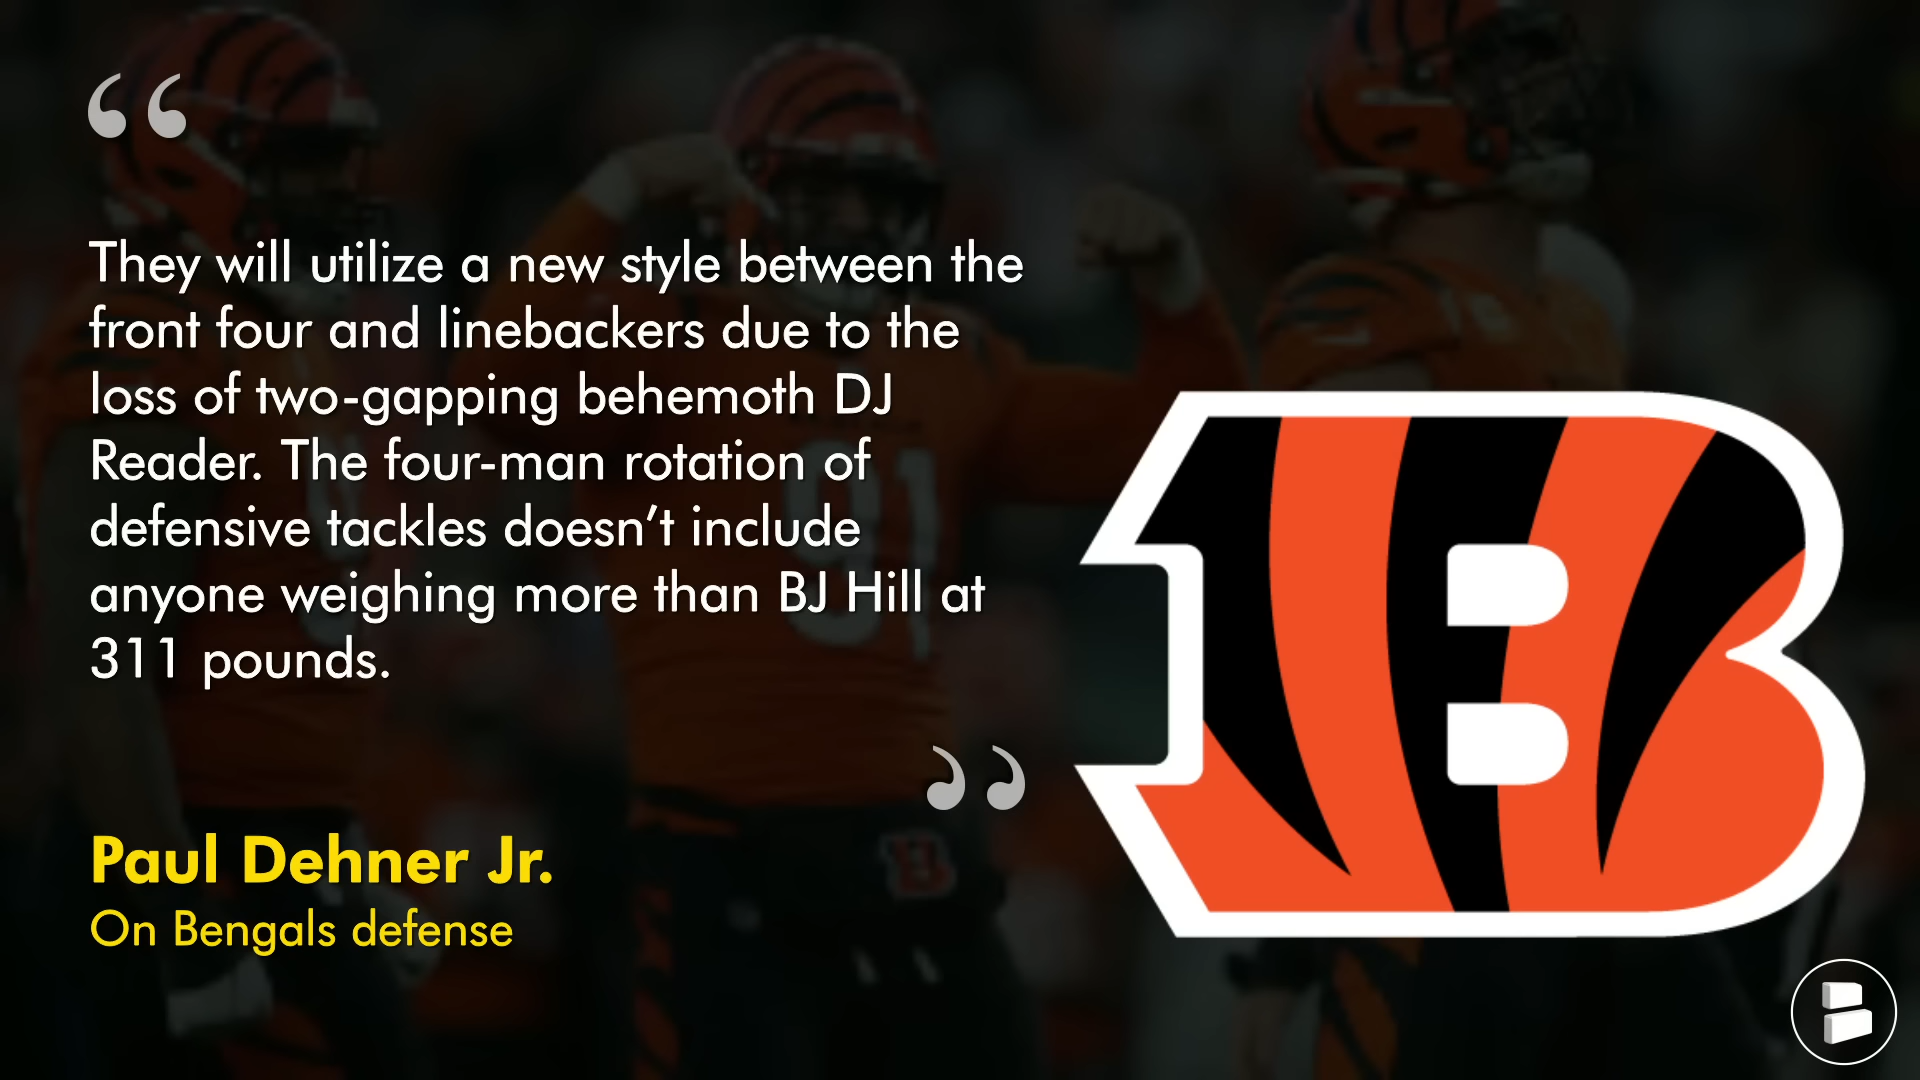 “
They will utilize a new style between the
front four and linebackers due to the
loss of two-gapping behemoth DJ
Reader. The four-man rotation of
defensive tackles doesn’t include
anyone weighing more than BJ Hill at
311 pounds.
”
Paul Dehner Jr.
On Bengals defense
91
B